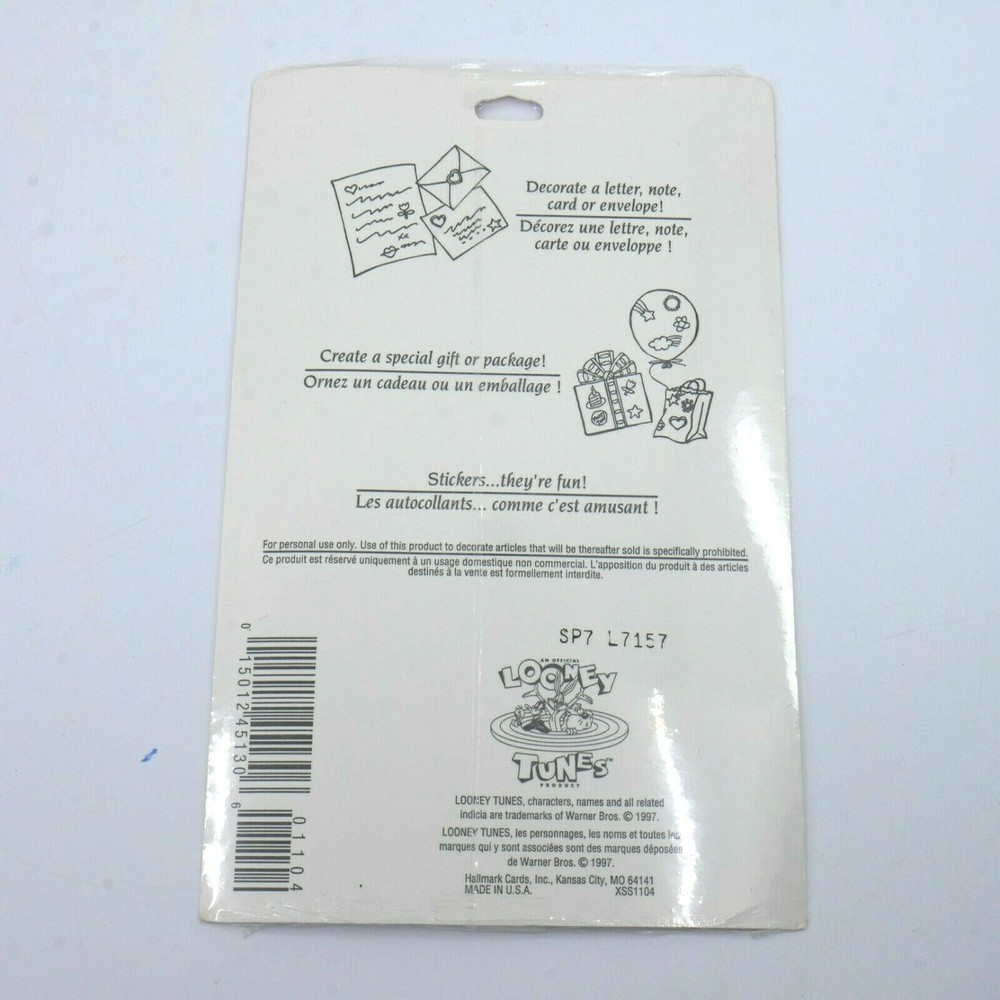 Decorate a letter, note,
card or envelope!
Décorez une lettre, note,
carte ou enveloppe !
Create a special gift or package!
Ornez un cadeau ou un emballage !
Stickers...they're fun!
Les autocollants... comme c'est amusant !
For personal use only. Use of this product to decorate articles that will be thereafter sold is specifically prohibited.
Ce produit est réservé uniquement à un usage domestique non commercial. L'apposition du produit à des articles
destinés à la vente est formellement interdite.
SP7 L7157
AN OFFICIAL
LOONEY
TUNES™
PRODUCT
LOONEY TUNES, characters, names and all related
indicia are trademarks of Warner Bros. © 1997.
LOONEY TUNES, les personnages, les noms et toutes les
marques qui y sont associées sont des marques déposées
de Warner Bros. © 1997.
Hallmark Cards, Inc., Kansas City, MO 64141
MADE IN U.S.A. XSS1104
0 15012 45130 6
01104